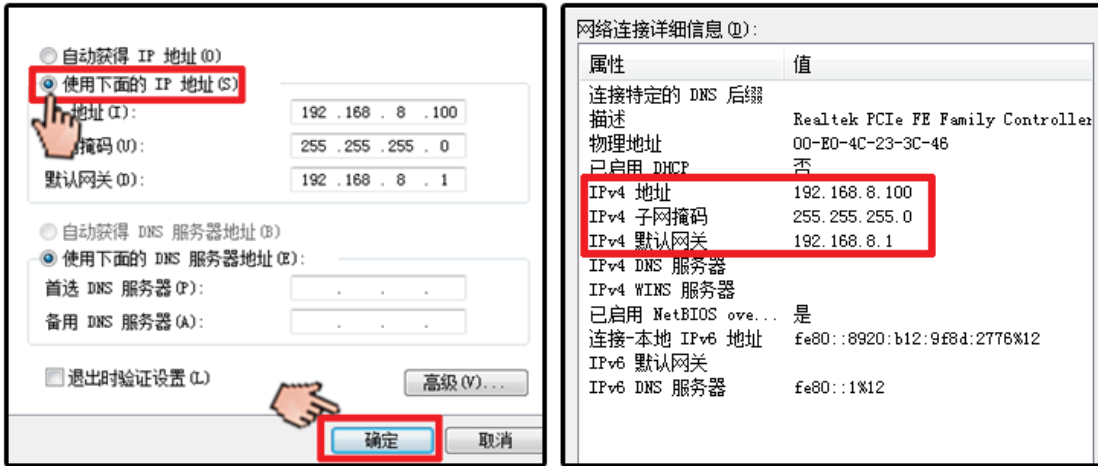 自动获得 IP 地址(O)
使用下面的 IP 地址(S)
地址(I): 192 .168 . 8 .100
掩码(U): 255 .255 .255 . 0
默认网关(D): 192 .168 . 8 . 1
自动获得 DNS 服务器地址(B)
使用下面的 DNS 服务器地址(E):
首选 DNS 服务器(P): . . .
备用 DNS 服务器(A): . . .
退出时验证设置(L)
高级(V)...
确定
取消
网络连接详细信息(D):
属性 值
连接特定的 DNS 后缀
描述 Realtek PCIe FE Family Controller
物理地址 00-E0-4C-23-3C-46
已启用 DHCP 否
IPv4 地址 192.168.8.100
IPv4 子网掩码 255.255.255.0
IPv4 默认网关 192.168.8.1
IPv4 DNS 服务器
IPv4 WINS 服务器
已启用 NetBIOS ove... 是
连接-本地 IPv6 地址 fe80::8920:b12:9f8d:2776%12
IPv6 默认网关
IPv6 DNS 服务器 fe80::1%12